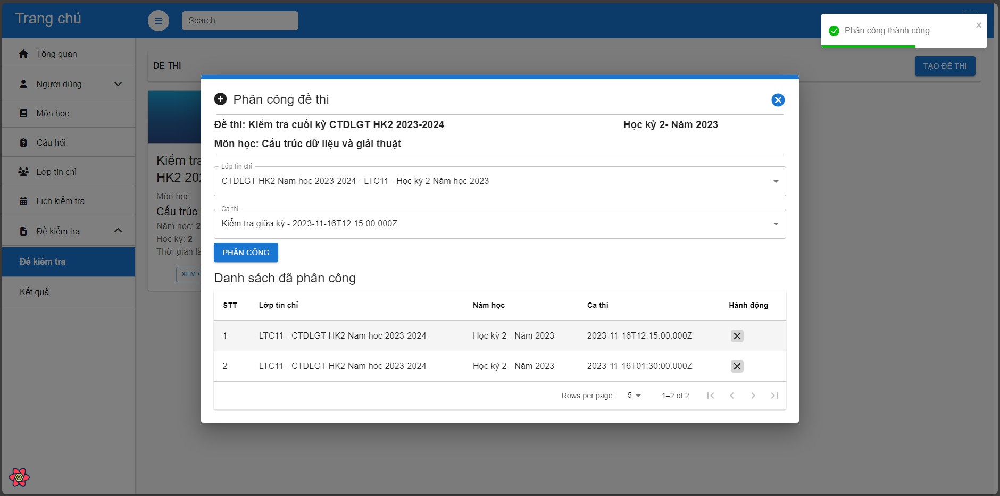 Trang chủ
Search
Phân công thành công
Tổng quan
Người dùng
Môn học
Câu hỏi
Lớp tín chỉ
Lịch kiểm tra
Đề kiểm tra
Đề kiểm tra
Kết quả
ĐỀ THI
TẠO ĐỀ THI
Kiểm tra
HK2 202
Môn học:
Cấu trúc
Năm học: 2
Học kỳ: 2
Thời gian là
XEM C
Phân công đề thi
Đề thi: Kiểm tra cuối kỳ CTDLGT HK2 2023-2024
Học kỳ 2- Năm 2023
Môn học: Cấu trúc dữ liệu và giải thuật
Lớp tín chỉ
CTDLGT-HK2 Nam hoc 2023-2024 - LTC11 - Học kỳ 2 Năm học 2023
Ca thi
Kiểm tra giữa kỳ - 2023-11-16T12:15:00.000Z
PHÂN CÔNG
Danh sách đã phân công
STT Lớp tín chỉ Năm học Ca thi Hành động
1 LTC11 - CTDLGT-HK2 Nam hoc 2023-2024 Học kỳ 2 - Năm 2023 2023-11-16T12:15:00.000Z
2 LTC11 - CTDLGT-HK2 Nam hoc 2023-2024 Học kỳ 2 - Năm 2023 2023-11-16T01:30:00.000Z
Rows per page: 5 1–2 of 2